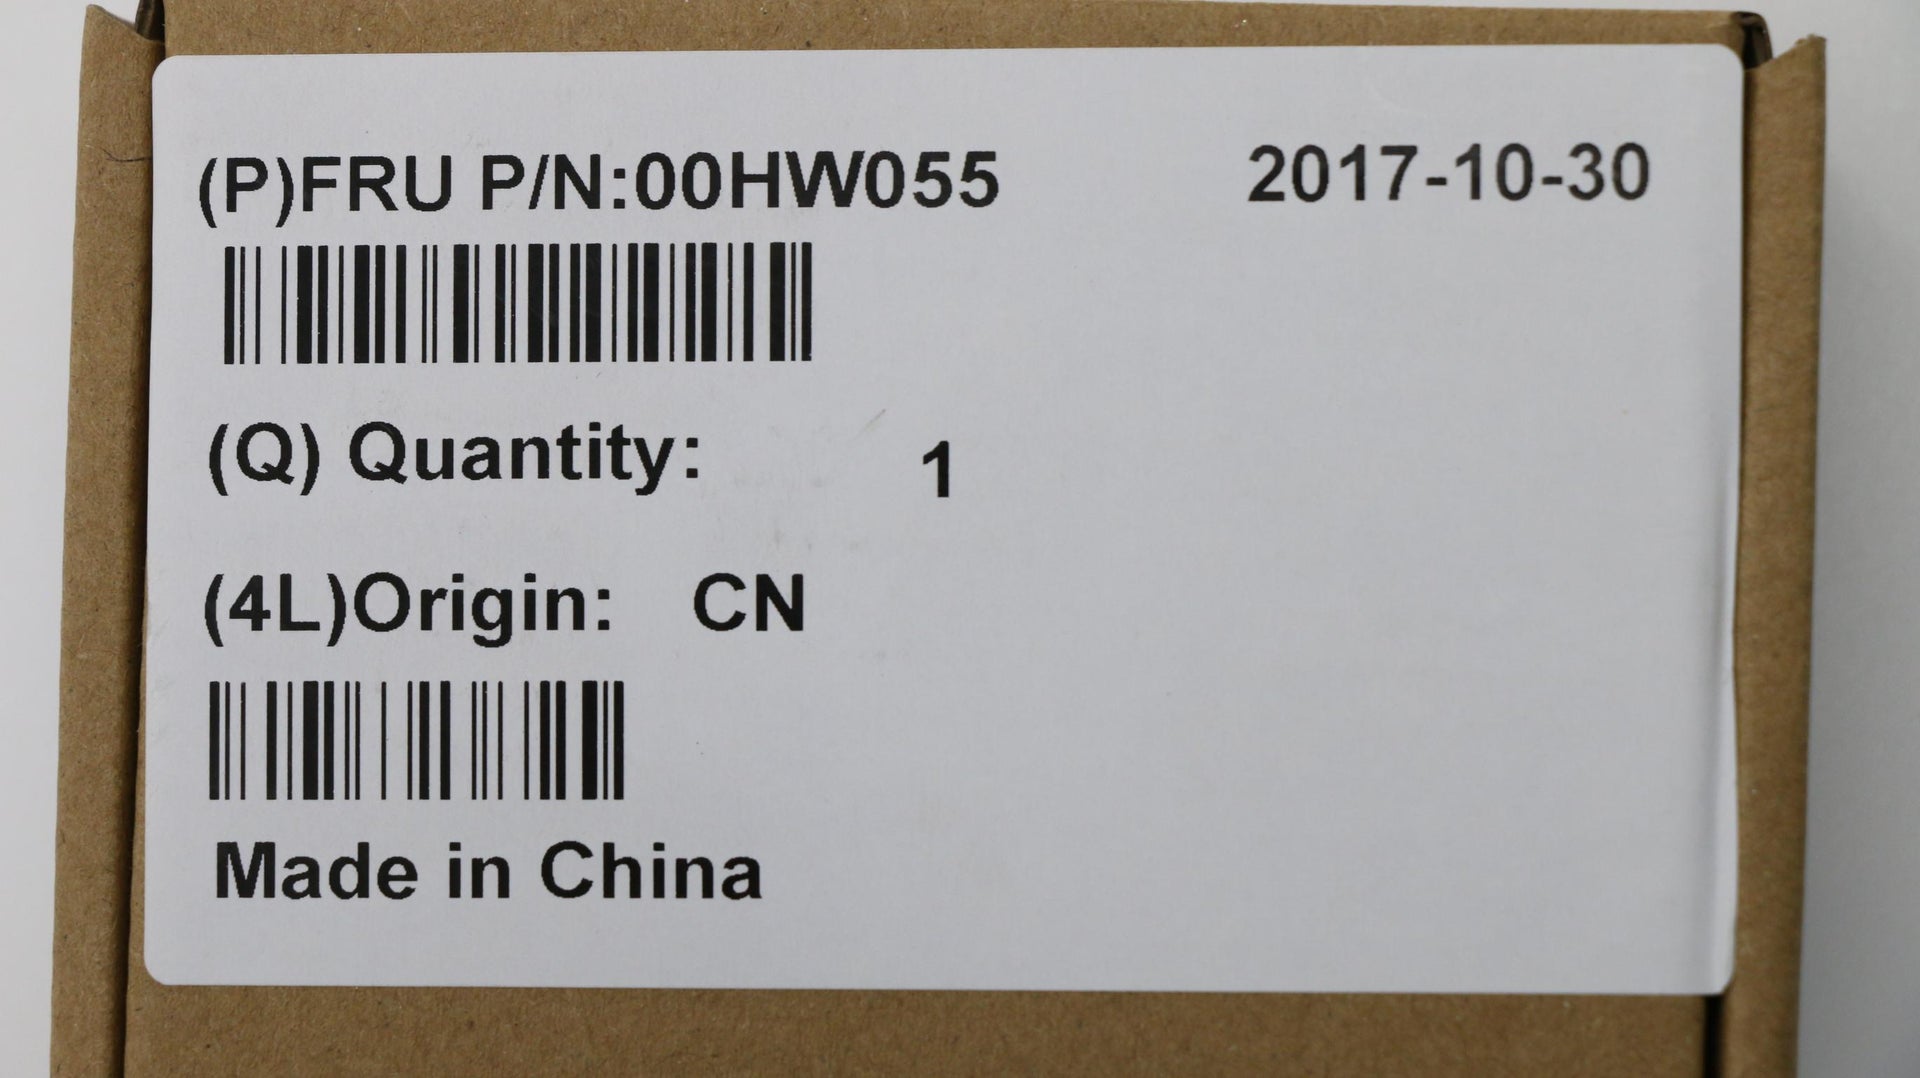 (P)FRU P/N:00HW055 2017-10-30
(Q) Quantity: 1
(4L)Origin: CN
Made in China